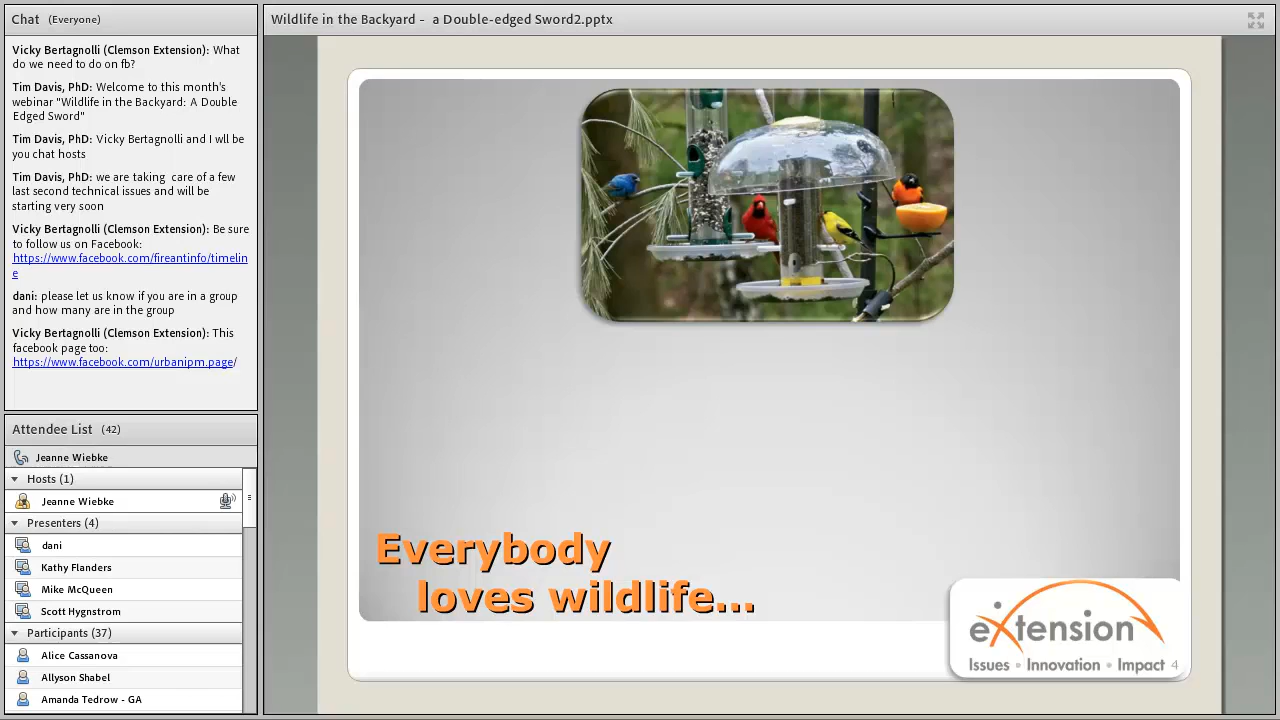 Chat (Everyone)
Vicky Bertagnolli (Clemson Extension): What
do we need to do on fb?
Tim Davis, PhD: Welcome to this month's
webinar "Wildlife in the Backyard: A Double
Edged Sword"
Tim Davis, PhD: Vicky Bertagnolli and I wllb be
you chat hosts
Tim Davis, PhD: we are taking care of a few
last second technical issues and will be
starting very soon
Vicky Bertagnolli (Clemson Extension): Be sure
to follow us on Facebook:
https://www.facebook.com/fireantinfo/timelin
e
dani: please let us know if you are in a group
and how many are in the group
Vicky Bertagnolli (Clemson Extension): This
facebook page too:
https://www.facebook.com/urbanipm.page/
Attendee List (42)
Jeanne Wiebke
Hosts (1)
Jeanne Wiebke
Presenters (4)
dani
Kathy Flanders
Mike McQueen
Scott Hygnstrom
Participants (37)
Alice Cassanova
Allyson Shabel
Amanda Tedrow - GA
Wildlife in the Backyard - a Double-edged Sword2.pptx
Everybody
loves wildlife...
eXtension
Issues • Innovation • Impact 4